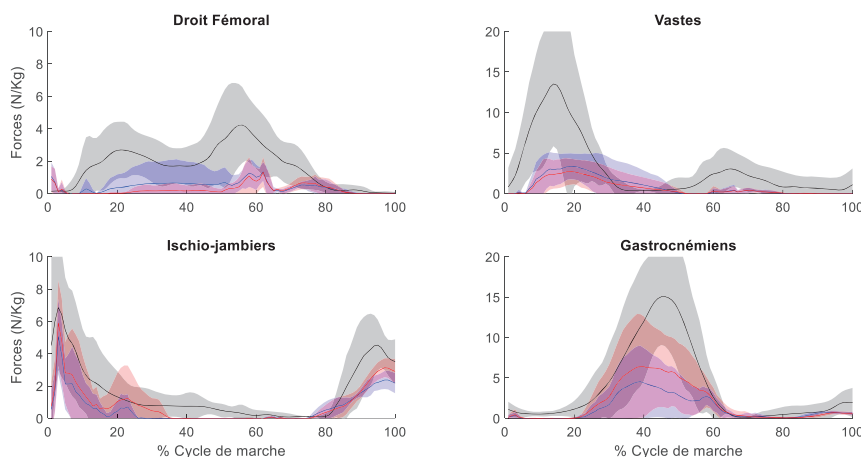 Droit Fémoral
Forces (N/Kg)
10
8
6
4
2
0
0 20 40 60 80 100
Vastes
20
15
10
5
0
0 20 40 60 80 100
Ischio-jambiers
Forces (N/Kg)
10
8
6
4
2
0
0 20 40 60 80 100
% Cycle de marche
Gastrocnémiens
20
15
10
5
0
0 20 40 60 80 100
% Cycle de marche